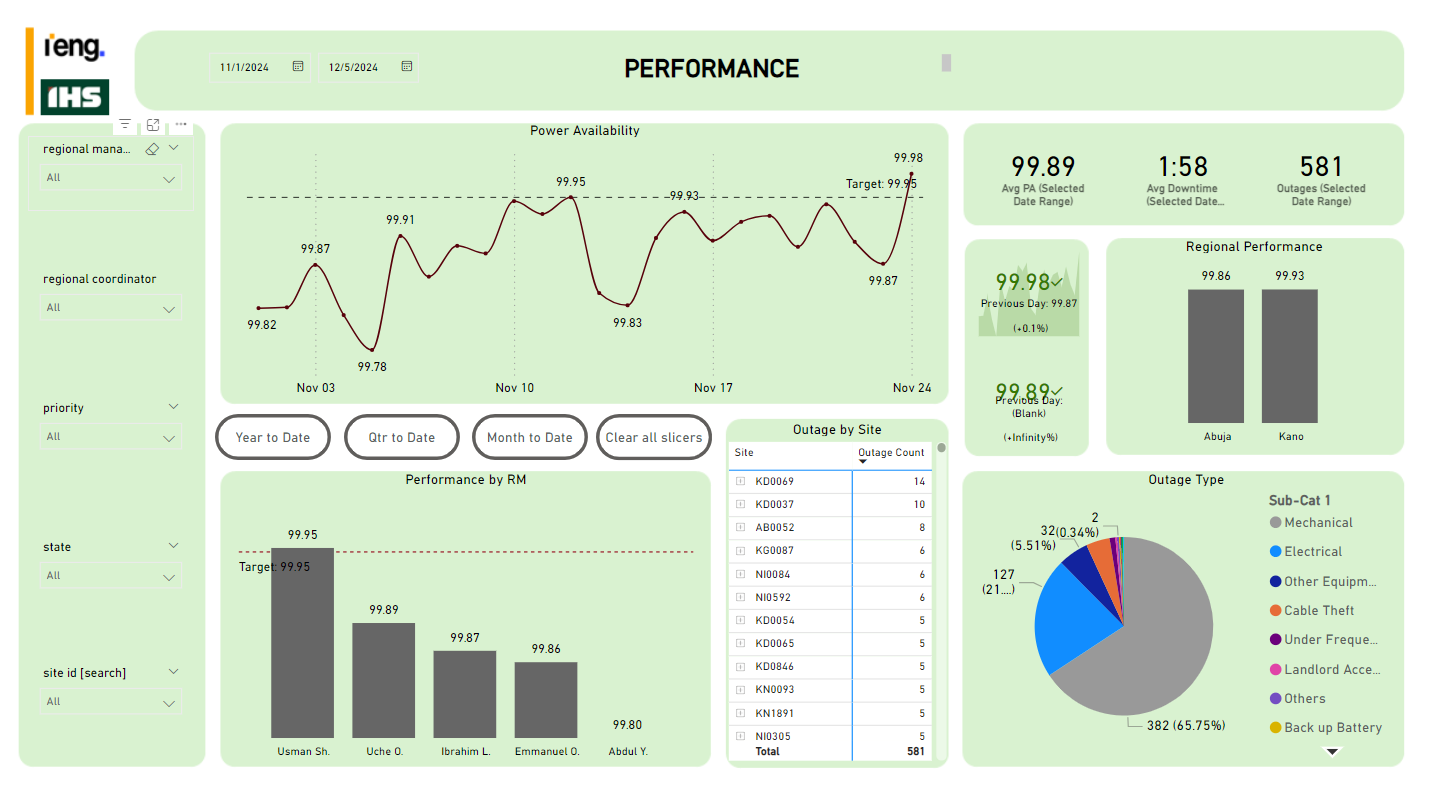 i'eng.
IHS
11/1/2024
12/5/2024
PERFORMANCE
regional mana...
All
regional coordinator
All
priority
All
state
All
site id [search]
All
Power Availability
99.98
99.95
Target: 99.95
99.93
99.91
99.87
99.87
99.82
99.83
99.78
Nov 03
Nov 10
Nov 17
Nov 24
99.89
Avg PA (Selected
Date Range)
1:58
Avg Downtime
(Selected Date...
581
Outages (Selected
Date Range)
99.98
Previous Day: 99.87
(+0.1%)
99.89
Previous Day:
(Blank)
(+Infinity%)
Regional Performance
99.86
99.93
Abuja
Kano
Year to Date
Qtr to Date
Month to Date
Clear all slicers
Performance by RM
99.95
Target: 99.95
99.89
99.87
99.86
99.80
Usman Sh.
Uche O.
Ibrahim L.
Emmanuel O.
Abdul Y.
Outage by Site
Site Outage Count
KD0069 14
KD0037 10
AB0052 8
KG0087 6
NI0084 6
NI0592 6
KD0054 5
KD0065 5
KD0846 5
KN0093 5
KN1891 5
NI0305 5
Total 581
Outage Type
2
(0.34%)
32
(5.51%)
127
(21....)
382 (65.75%)
Sub-Cat 1
Mechanical
Electrical
Other Equipm...
Cable Theft
Under Freque...
Landlord Acce...
Others
Back up Battery